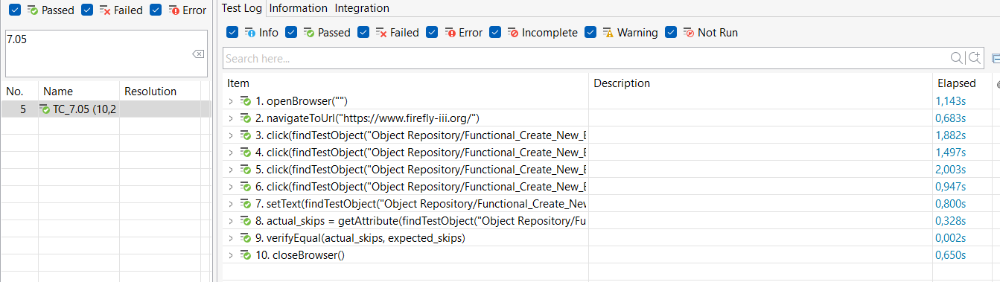 Passed Failed Error
7.05
No. Name Resolution
5 TC_7.05 (10,2
Test Log Information Integration
Info Passed Failed Error Incomplete Warning Not Run
Search here...
Item Description Elapsed
1. openBrowser("") 1,143s
2. navigateToUrl("https://www.firefly-iii.org/") 0,683s
3. click(findTestObject("Object Repository/Functional_Create_New_E 1,882s
4. click(findTestObject("Object Repository/Functional_Create_New_E 1,497s
5. click(findTestObject("Object Repository/Functional_Create_New_E 2,003s
6. click(findTestObject("Object Repository/Functional_Create_New_E 0,947s
7. setText(findTestObject("Object Repository/Functional_Create_Nev 0,800s
8. actual_skips = getAttribute(findTestObject("Object Repository/Fu 0,328s
9. verifyEqual(actual_skips, expected_skips) 0,002s
10. closeBrowser() 0,650s